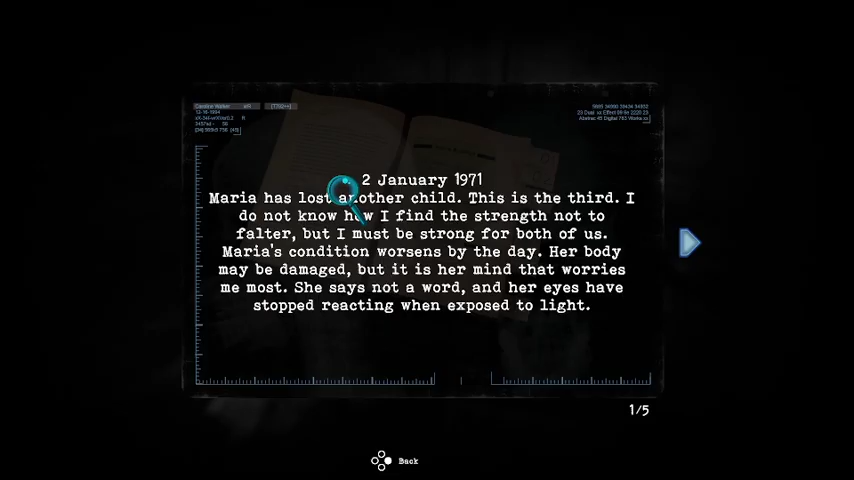 Caroline Walker
2 January 1971
Maria has lost another child. This is the third. I
do not know how I find the strength not to
falter, but I must be strong for both of us.
Maria's condition worsens by the day. Her body
may be damaged, but it is her mind that worries
me most. She says not a word, and her eyes have
stopped reacting when exposed to light.
1/5
Back